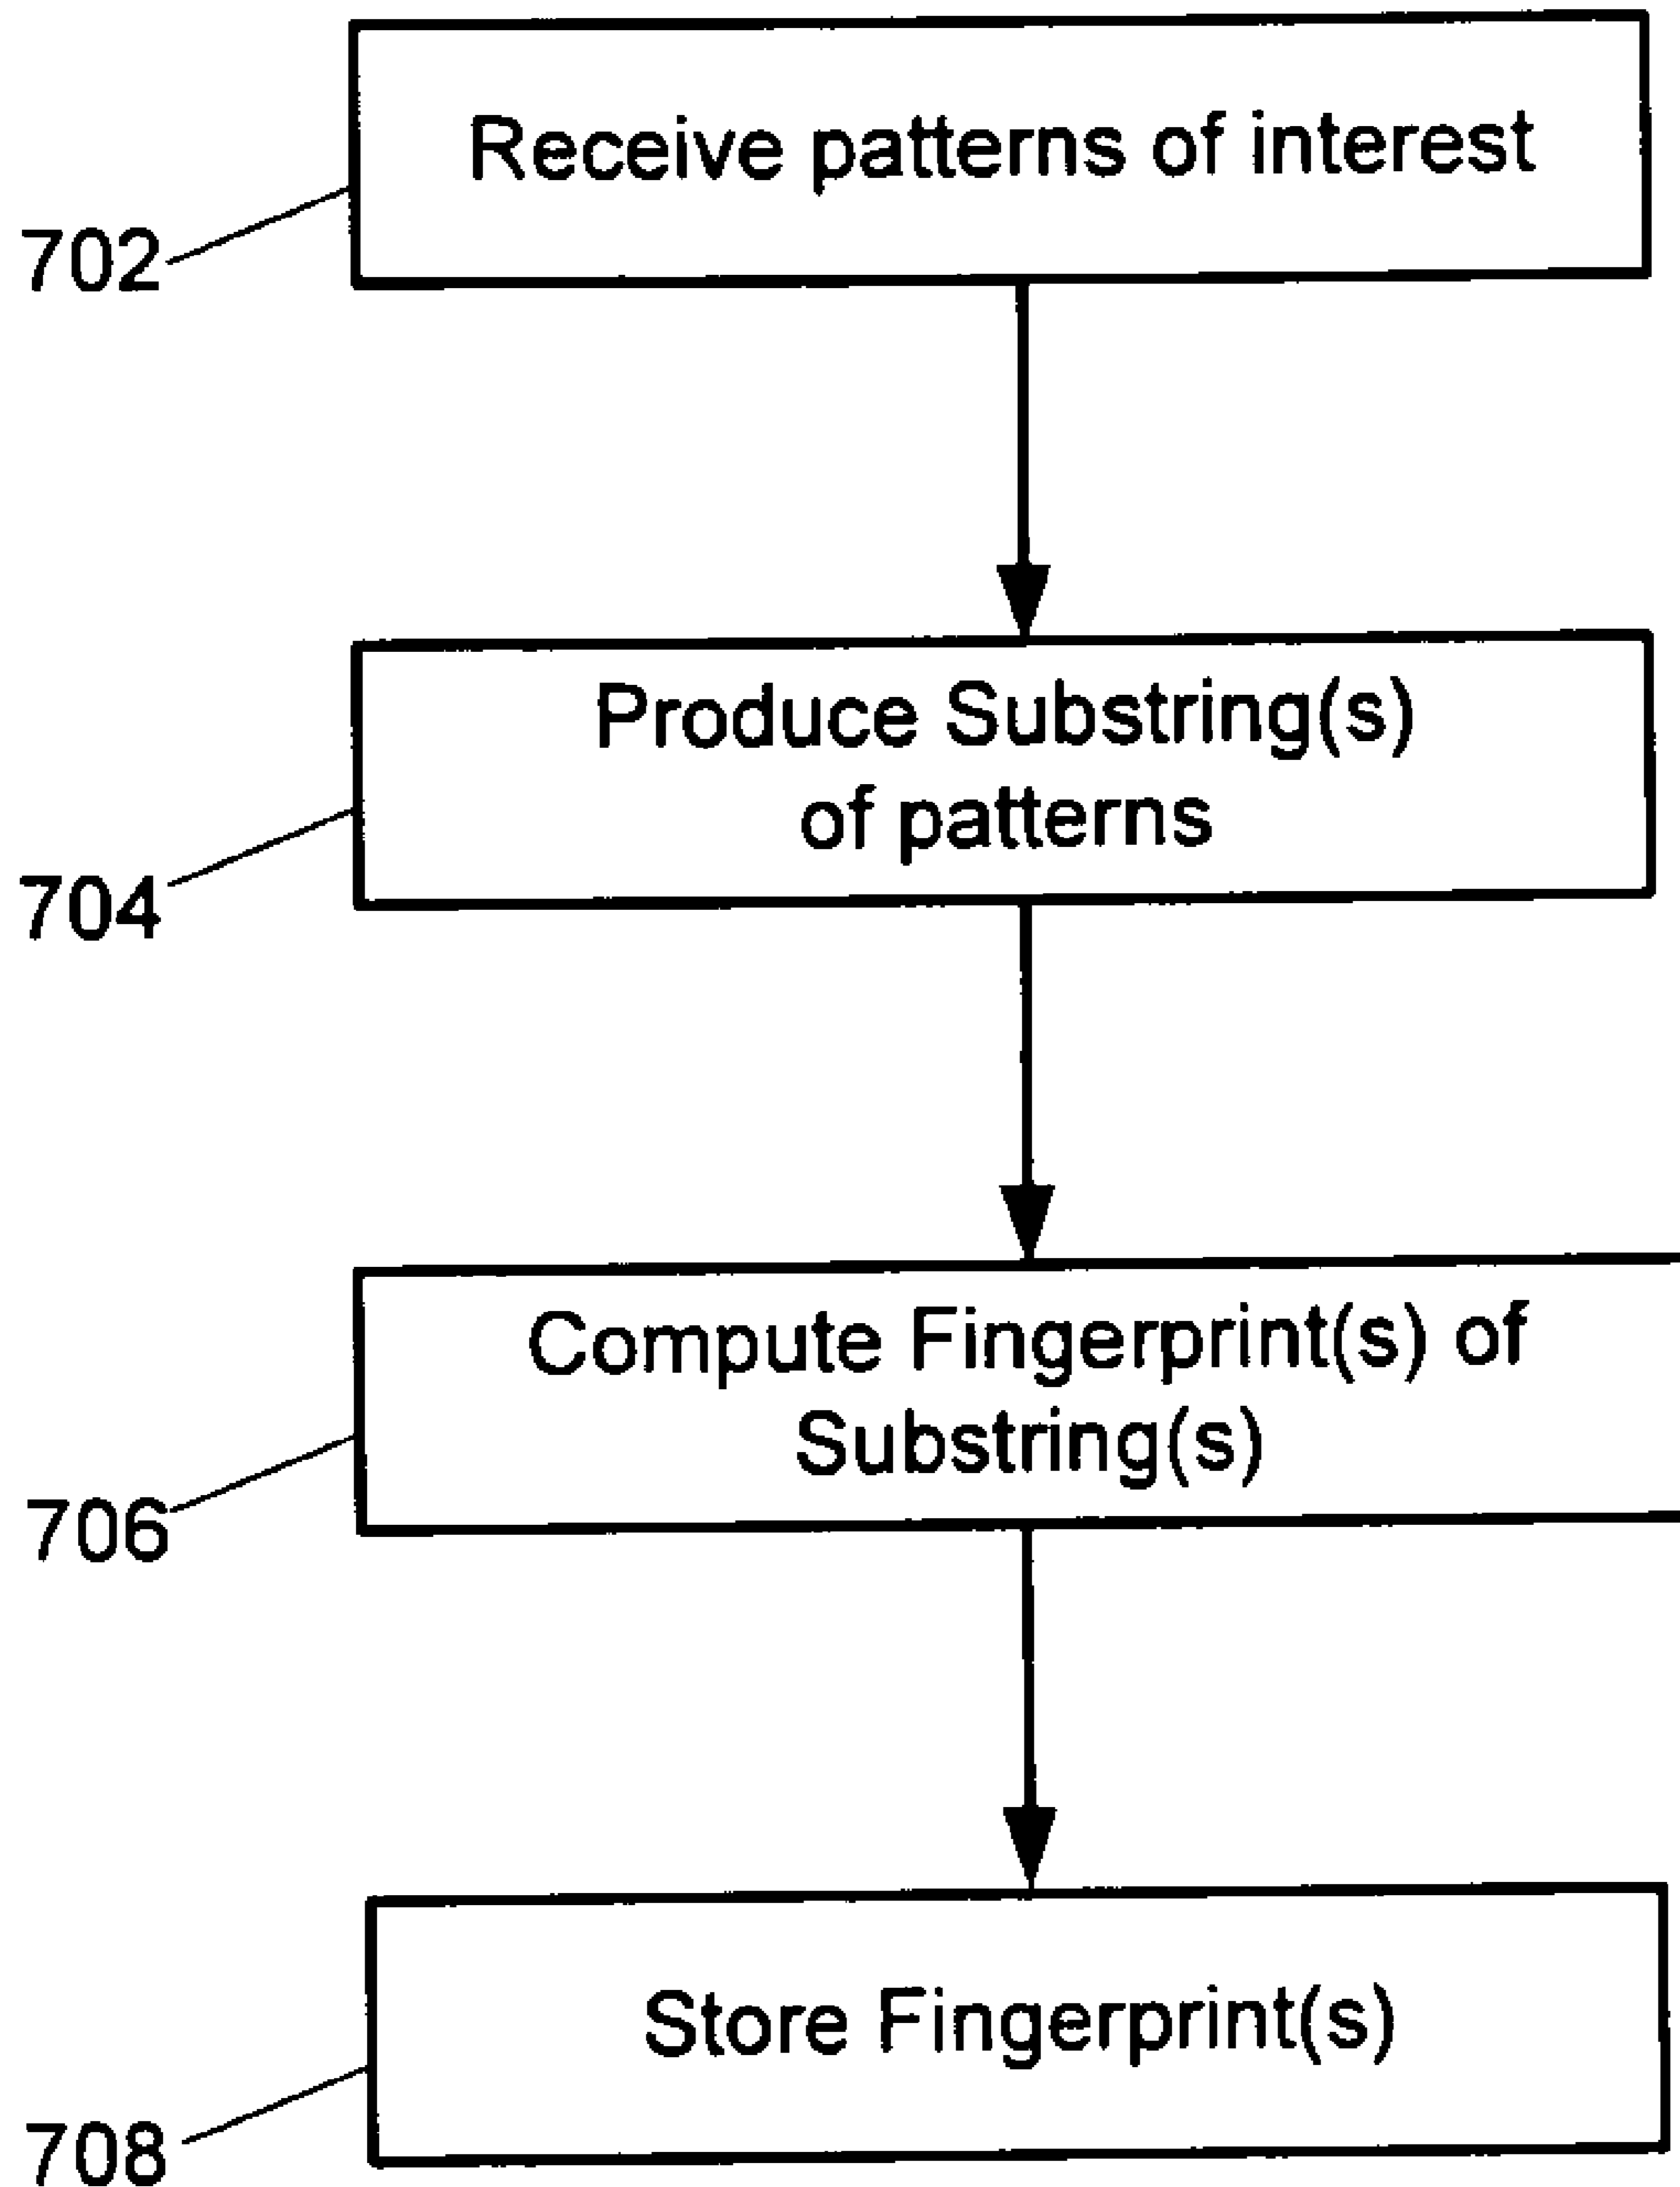 Receive patterns of interest
702
Produce Substring(s)
of patterns
704
Compute Fingerprint(s) of
Substring(s)
706
Store Fingerprint(s)
708